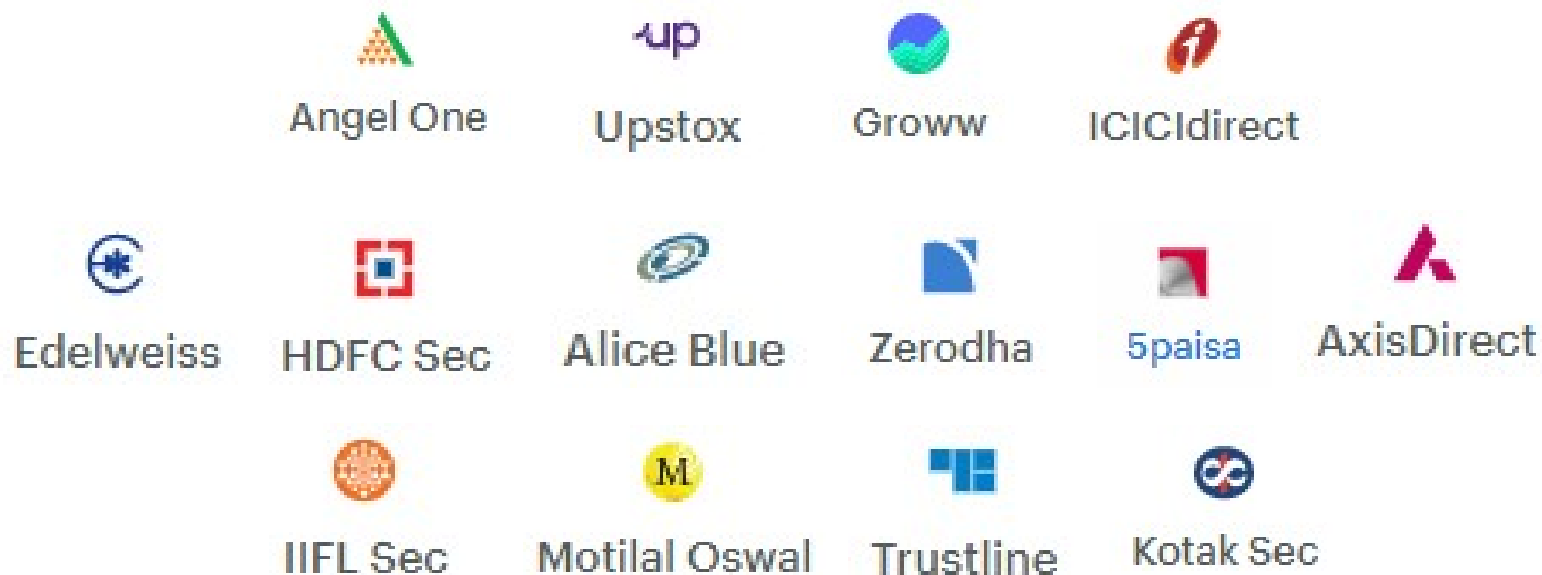 up
Angel One Upstox Groww ICICIdirect
Edelweiss HDFC Sec Alice Blue Zerodha 5paisa AxisDirect
M
IIFL Sec Motilal Oswal Trustline Kotak Sec